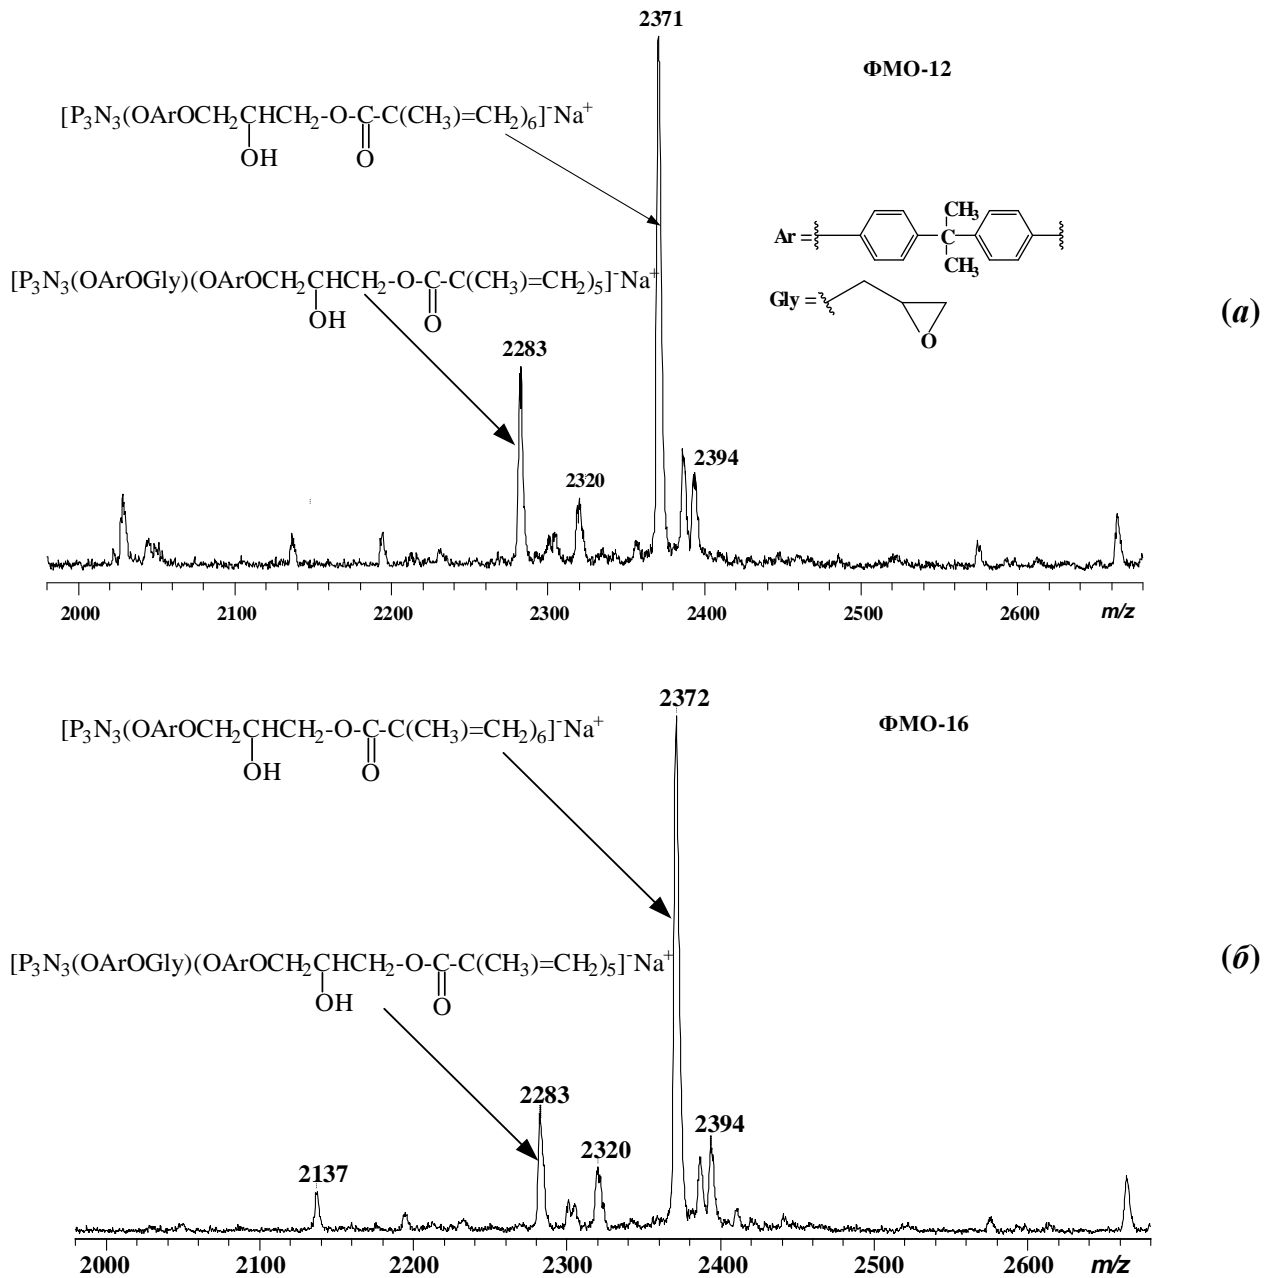 2371
ФМО-12
[P₃N₃(OArOCH₂CHCH₂-O-C-C(CH₃)=CH₂)₆]⁻Na⁺
OH O
CH₃
Ar = C
CH₃
[P₃N₃(OArOGly)(OArOCH₂CHCH₂-O-C-C(CH₃)=CH₂)₅]⁻Na⁺
OH O
Gly =
O
(а)
2283
2394
2320
2000 2100 2200 2300 2400 2500 2600 m/z
2372
ФМО-16
[P₃N₃(OArOCH₂CHCH₂-O-C-C(CH₃)=CH₂)₆]⁻Na⁺
OH O
[P₃N₃(OArOGly)(OArOCH₂CHCH₂-O-C-C(CH₃)=CH₂)₅]⁻Na⁺
OH O
(б)
2283
2394
2320
2137
2000 2100 2200 2300 2400 2500 2600 m/z